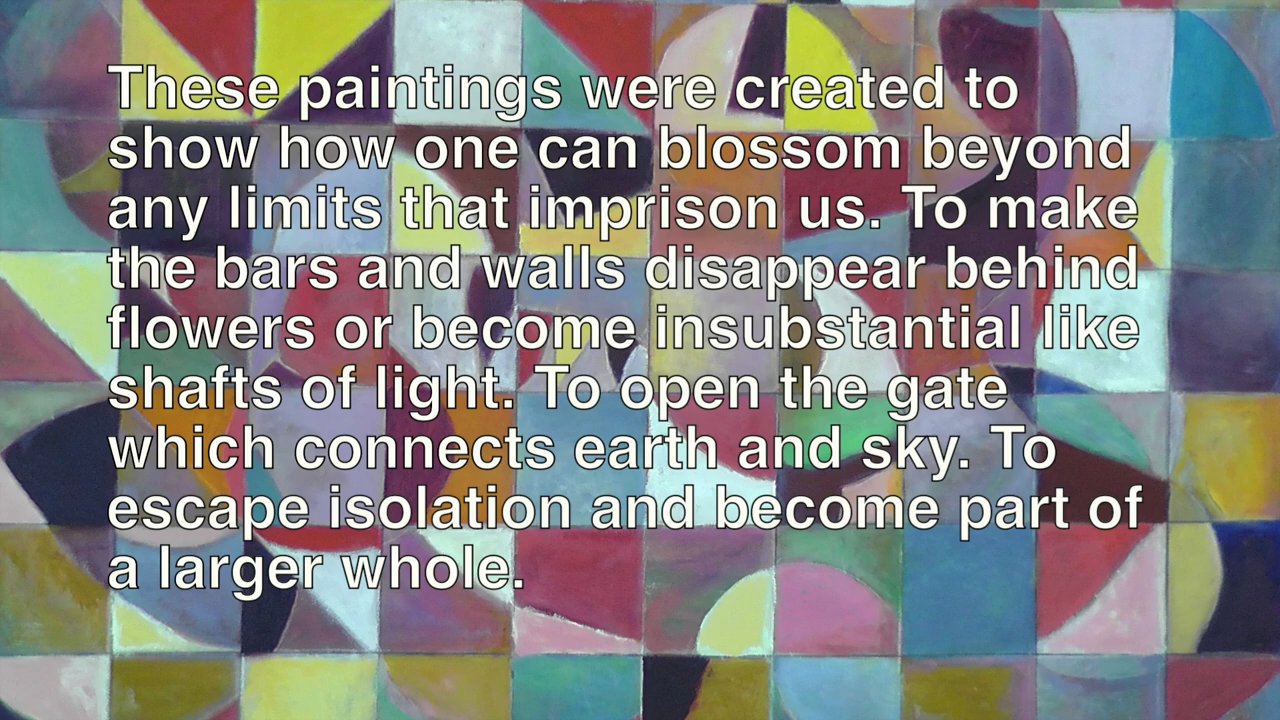 These paintings were created to
show how one can blossom beyond
any limits that imprison us. To make
the bars and walls disappear behind
flowers or become insubstantial like
shafts of light. To open the gate
which connects earth and sky. To
escape isolation and become part of
a larger whole.